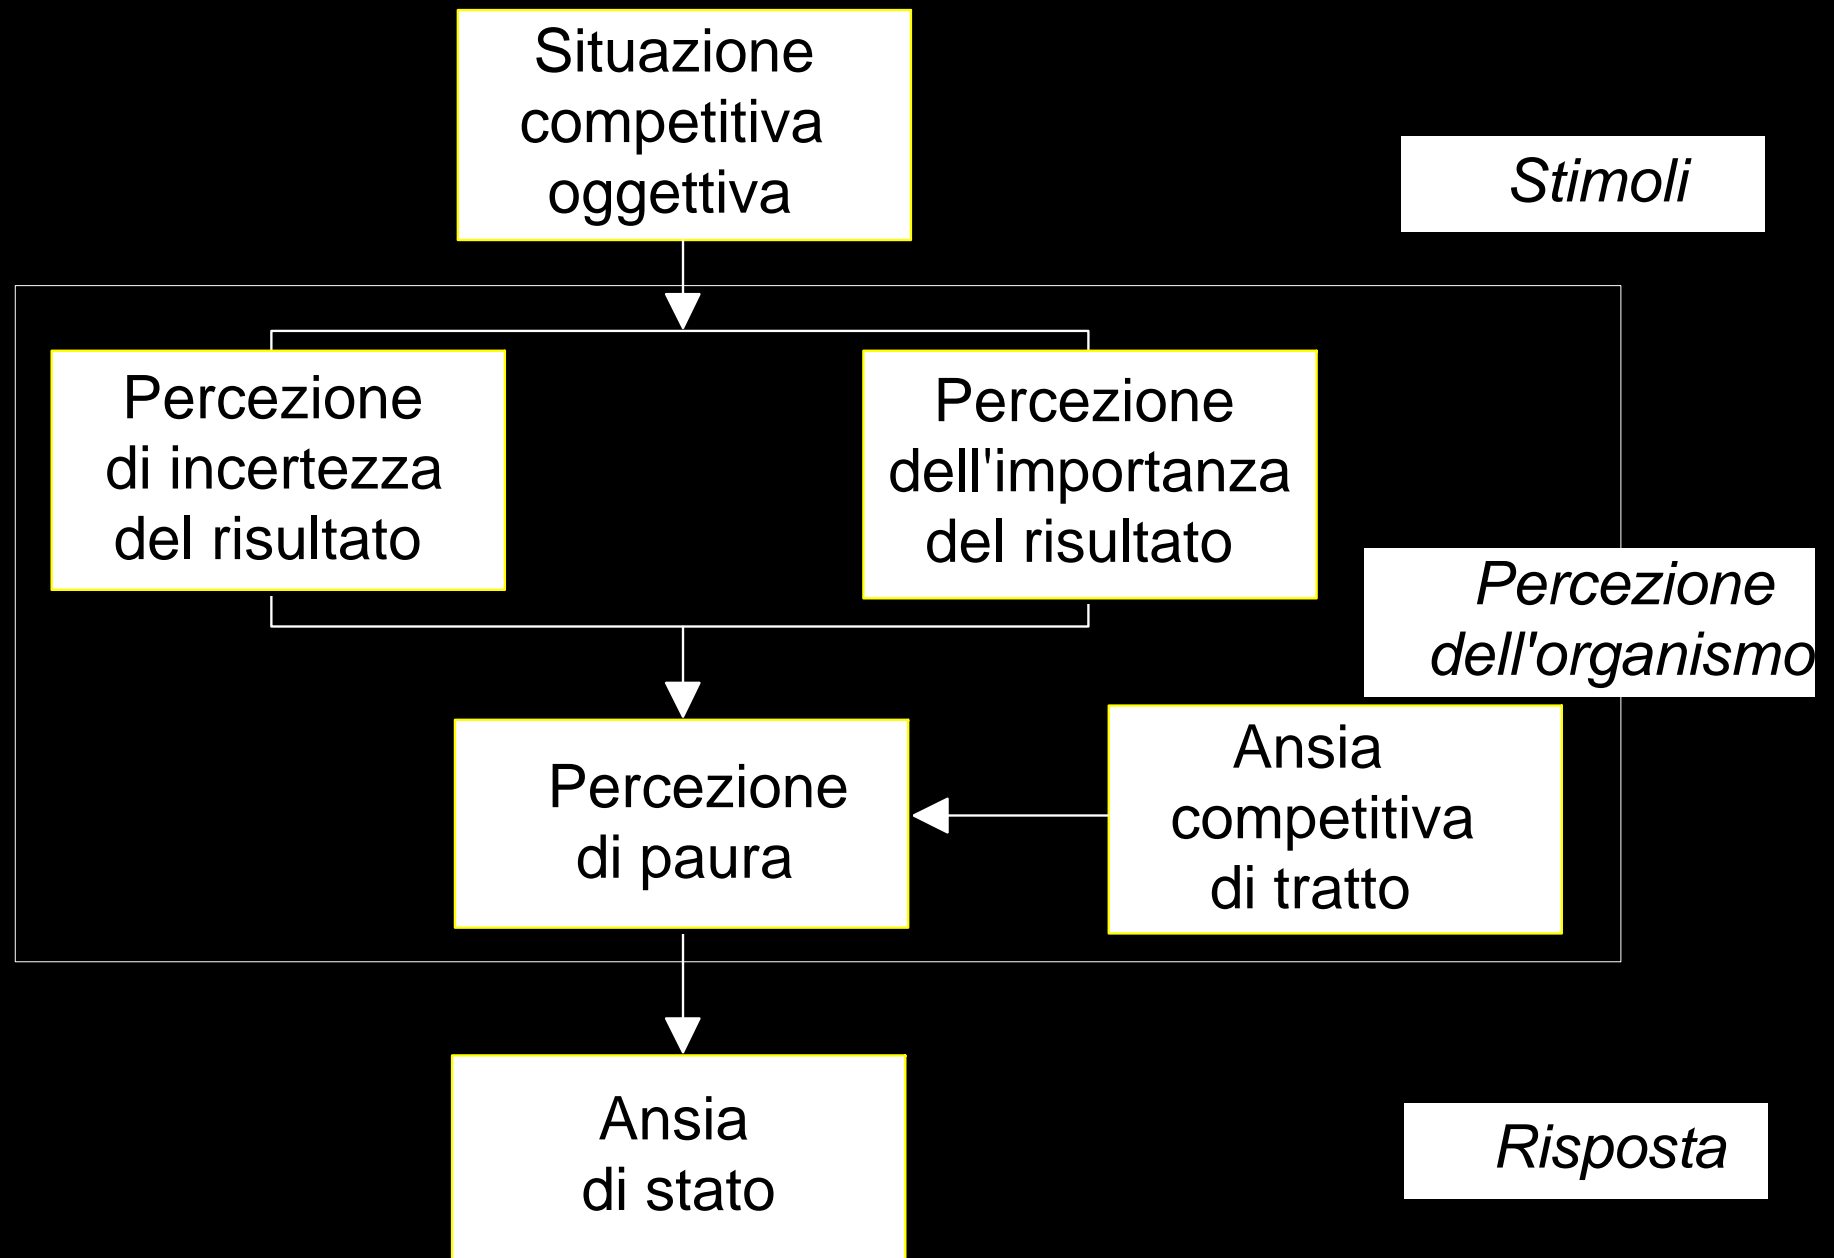 Situazione
competitiva
oggettiva
Stimoli
Percezione
di incertezza
del risultato
Percezione
dell'importanza
del risultato
Percezione
dell'organismo
Percezione
di paura
Ansia
competitiva
di tratto
Ansia
di stato
Risposta